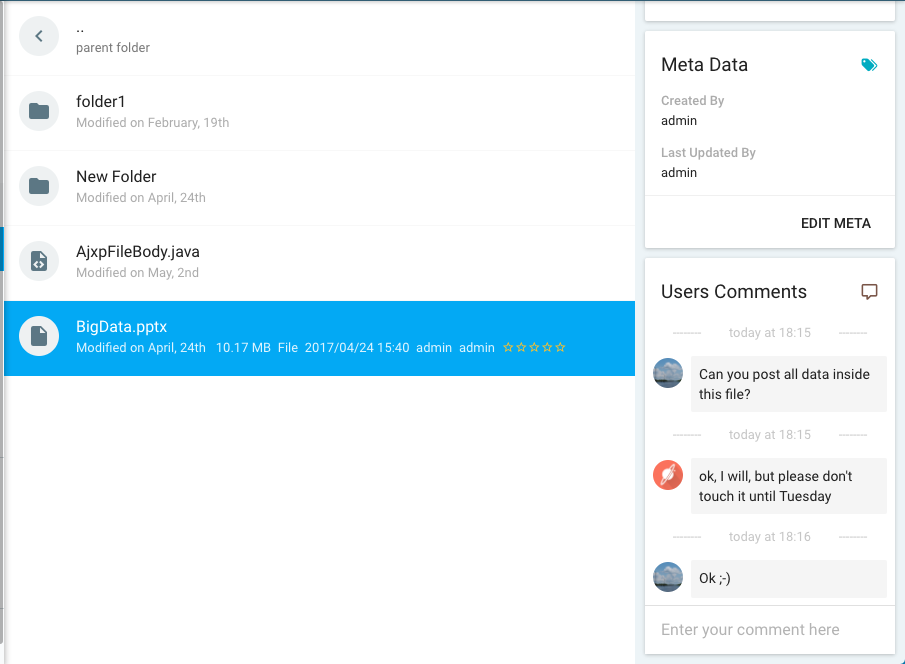 ..
parent folder
folder1
Modified on February, 19th
New Folder
Modified on April, 24th
AjxpFileBody.java
Modified on May, 2nd
BigData.pptx
Modified on April, 24th 10.17 MB File 2017/04/24 15:40 admin admin ☆☆☆☆☆
Meta Data
Created By
admin
Last Updated By
admin
EDIT META
Users Comments
today at 18:15
Can you post all data inside
this file?
today at 18:15
ok, I will, but please don't
touch it until Tuesday
today at 18:16
Ok ;-)
Enter your comment here